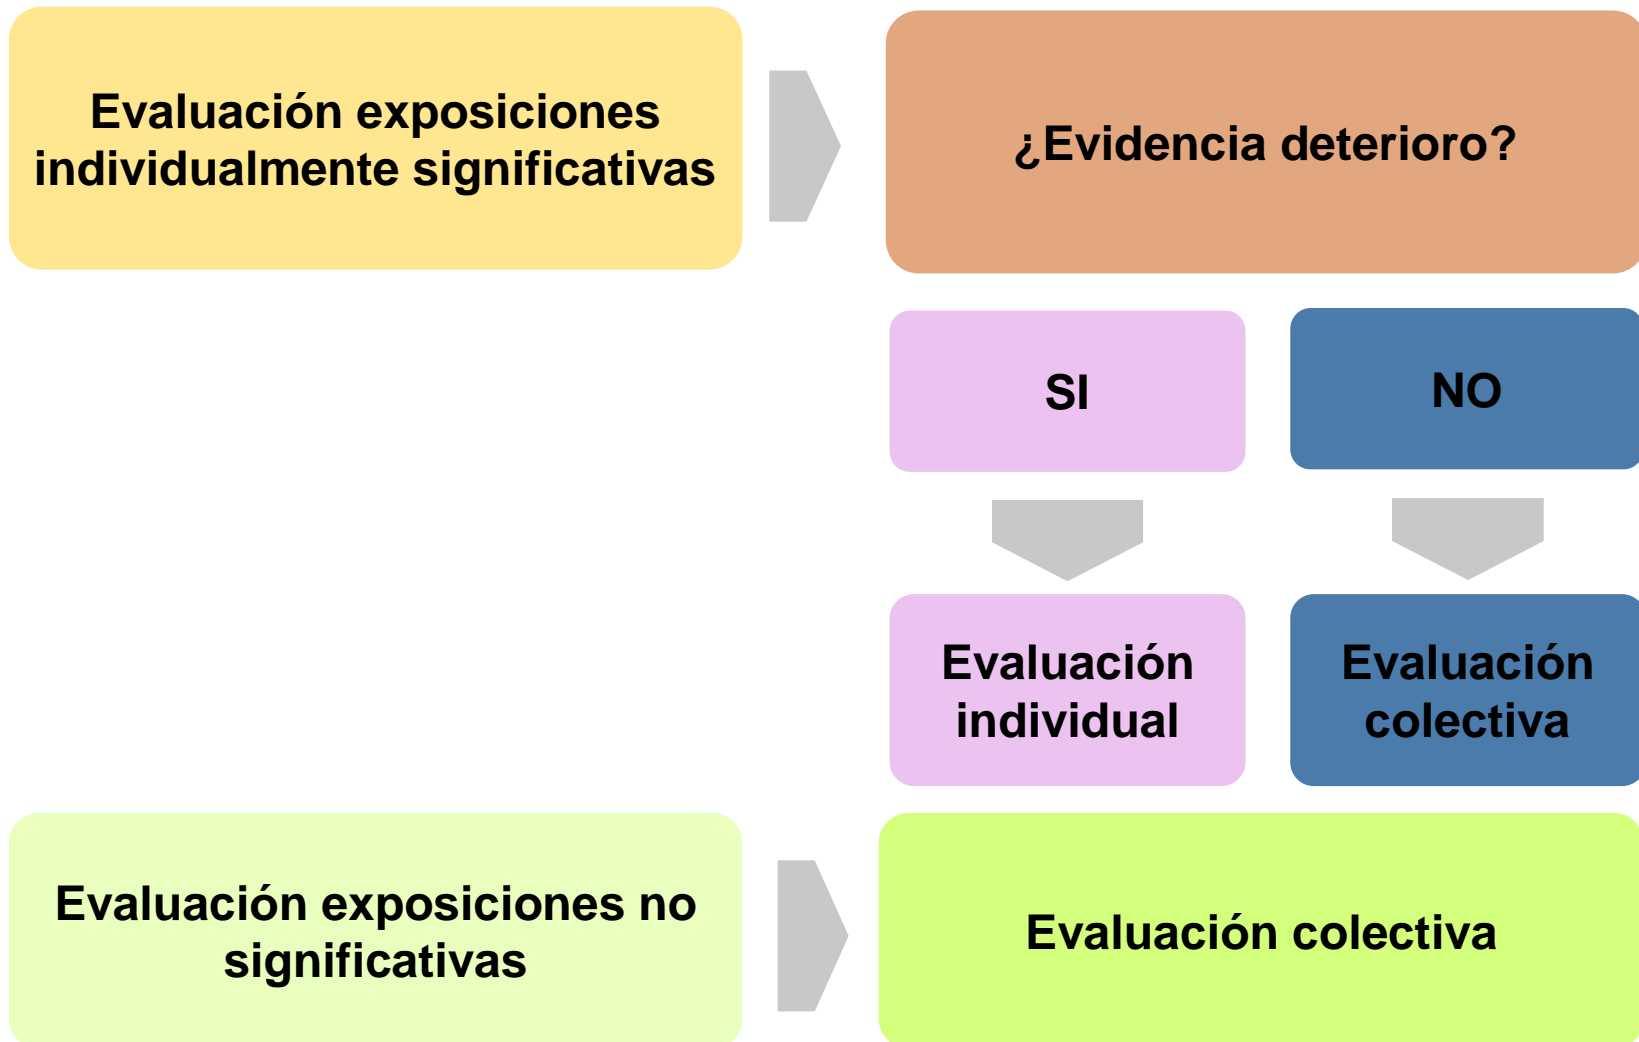 Evaluación exposiciones
individualmente significativas
¿Evidencia deterioro?
SI
NO
Evaluación
individual
Evaluación
colectiva
Evaluación exposiciones no
significativas
Evaluación colectiva